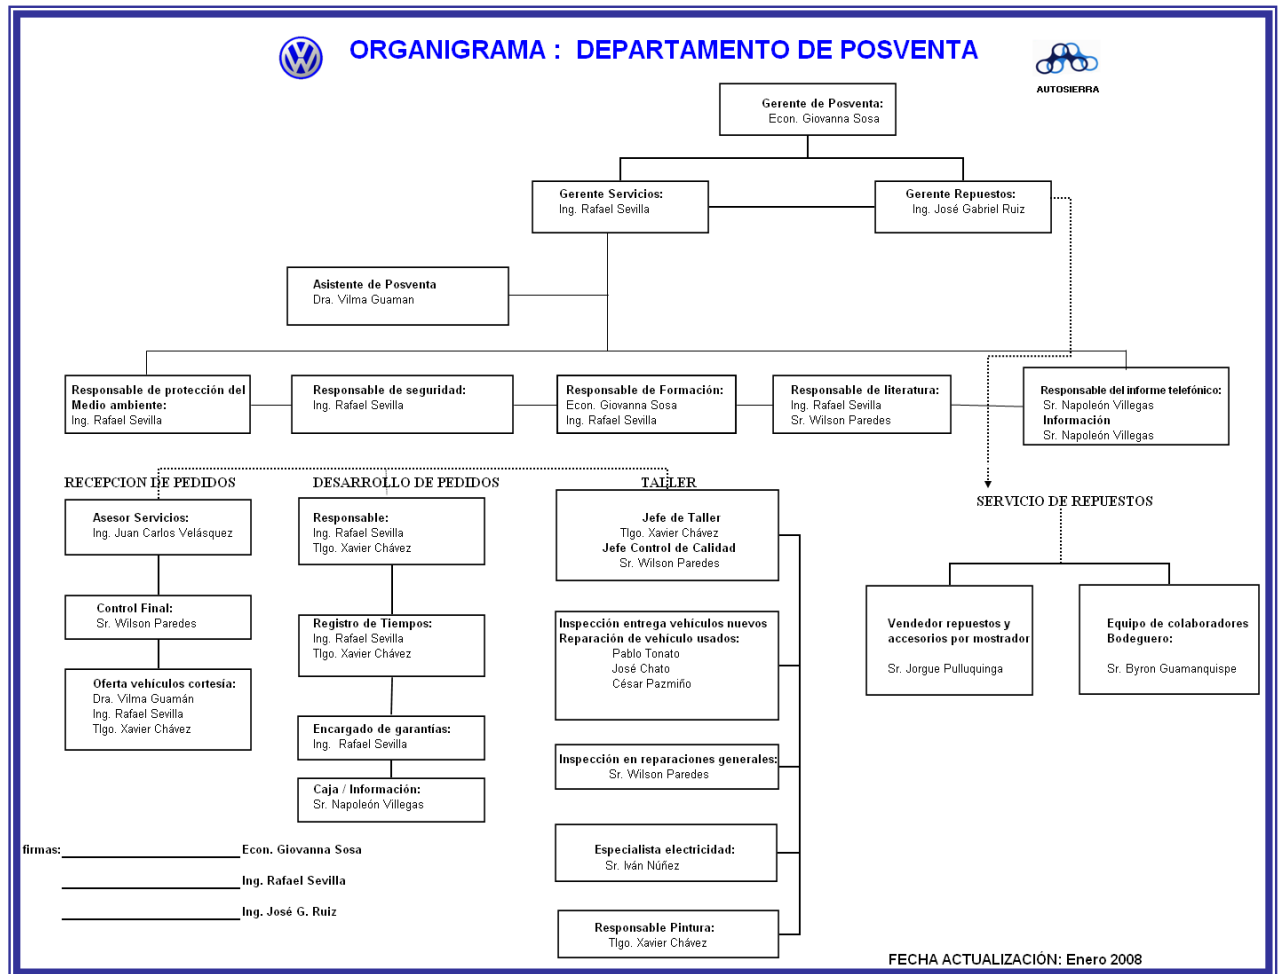 ORGANIGRAMA : DEPARTAMENTO DE POSVENTA
AUTOSIERRA
Gerente de Posventa:
Econ. Giovanna Sosa
Gerente Servicios:
Ing. Rafael Sevilla
Gerente Repuestos:
Ing. José Gabriel Ruiz
Asistente de Posventa
Dra. Vilma Guaman
Responsable de protección del
Medio ambiente:
Ing. Rafael Sevilla
Responsable de seguridad:
Ing. Rafael Sevilla
Responsable de Formación:
Econ. Giovanna Sosa
Ing. Rafael Sevilla
Responsable de literatura:
Ing. Rafael Sevilla
Sr. Wilson Paredes
Responsable del informe telefónico:
Sr. Napoleón Villegas
Información
Sr. Napoleón Villegas
RECEPCION DE PEDIDOS
Asesor Servicios:
Ing. Juan Carlos Velásquez
Control Final:
Sr. Wilson Paredes
Oferta vehículos cortesía:
Dra. Vilma Guamán
Ing. Rafael Sevilla
Tlgo. Xavier Chávez
DESARROLLO DE PEDIDOS
Responsable:
Ing. Rafael Sevilla
Tlgo. Xavier Chávez
Registro de Tiempos:
Ing. Rafael Sevilla
Tlgo. Xavier Chávez
Encargado de garantías:
Ing. Rafael Sevilla
Caja / Información:
Sr. Napoleón Villegas
TALLER
Jefe de Taller
Tlgo. Xavier Chávez
Jefe Control de Calidad
Sr. Wilson Paredes
Inspección entrega vehículos nuevos
Reparación de vehículo usados:
Pablo Tonato
José Chato
César Pazmiño
Inspección en reparaciones generales:
Sr. Wilson Paredes
Especialista electricidad:
Sr. Iván Núñez
Responsable Pintura:
Tlgo. Xavier Chávez
SERVICIO DE REPUESTOS
Vendedor repuestos y
accesorios por mostrador
Sr. Jorgue Pulluquinga
Equipo de colaboradores
Bodeguero:
Sr. Byron Guamanquispe
firmas: Econ. Giovanna Sosa
Ing. Rafael Sevilla
Ing. José G. Ruiz
FECHA ACTUALIZACIÓN: Enero 2008